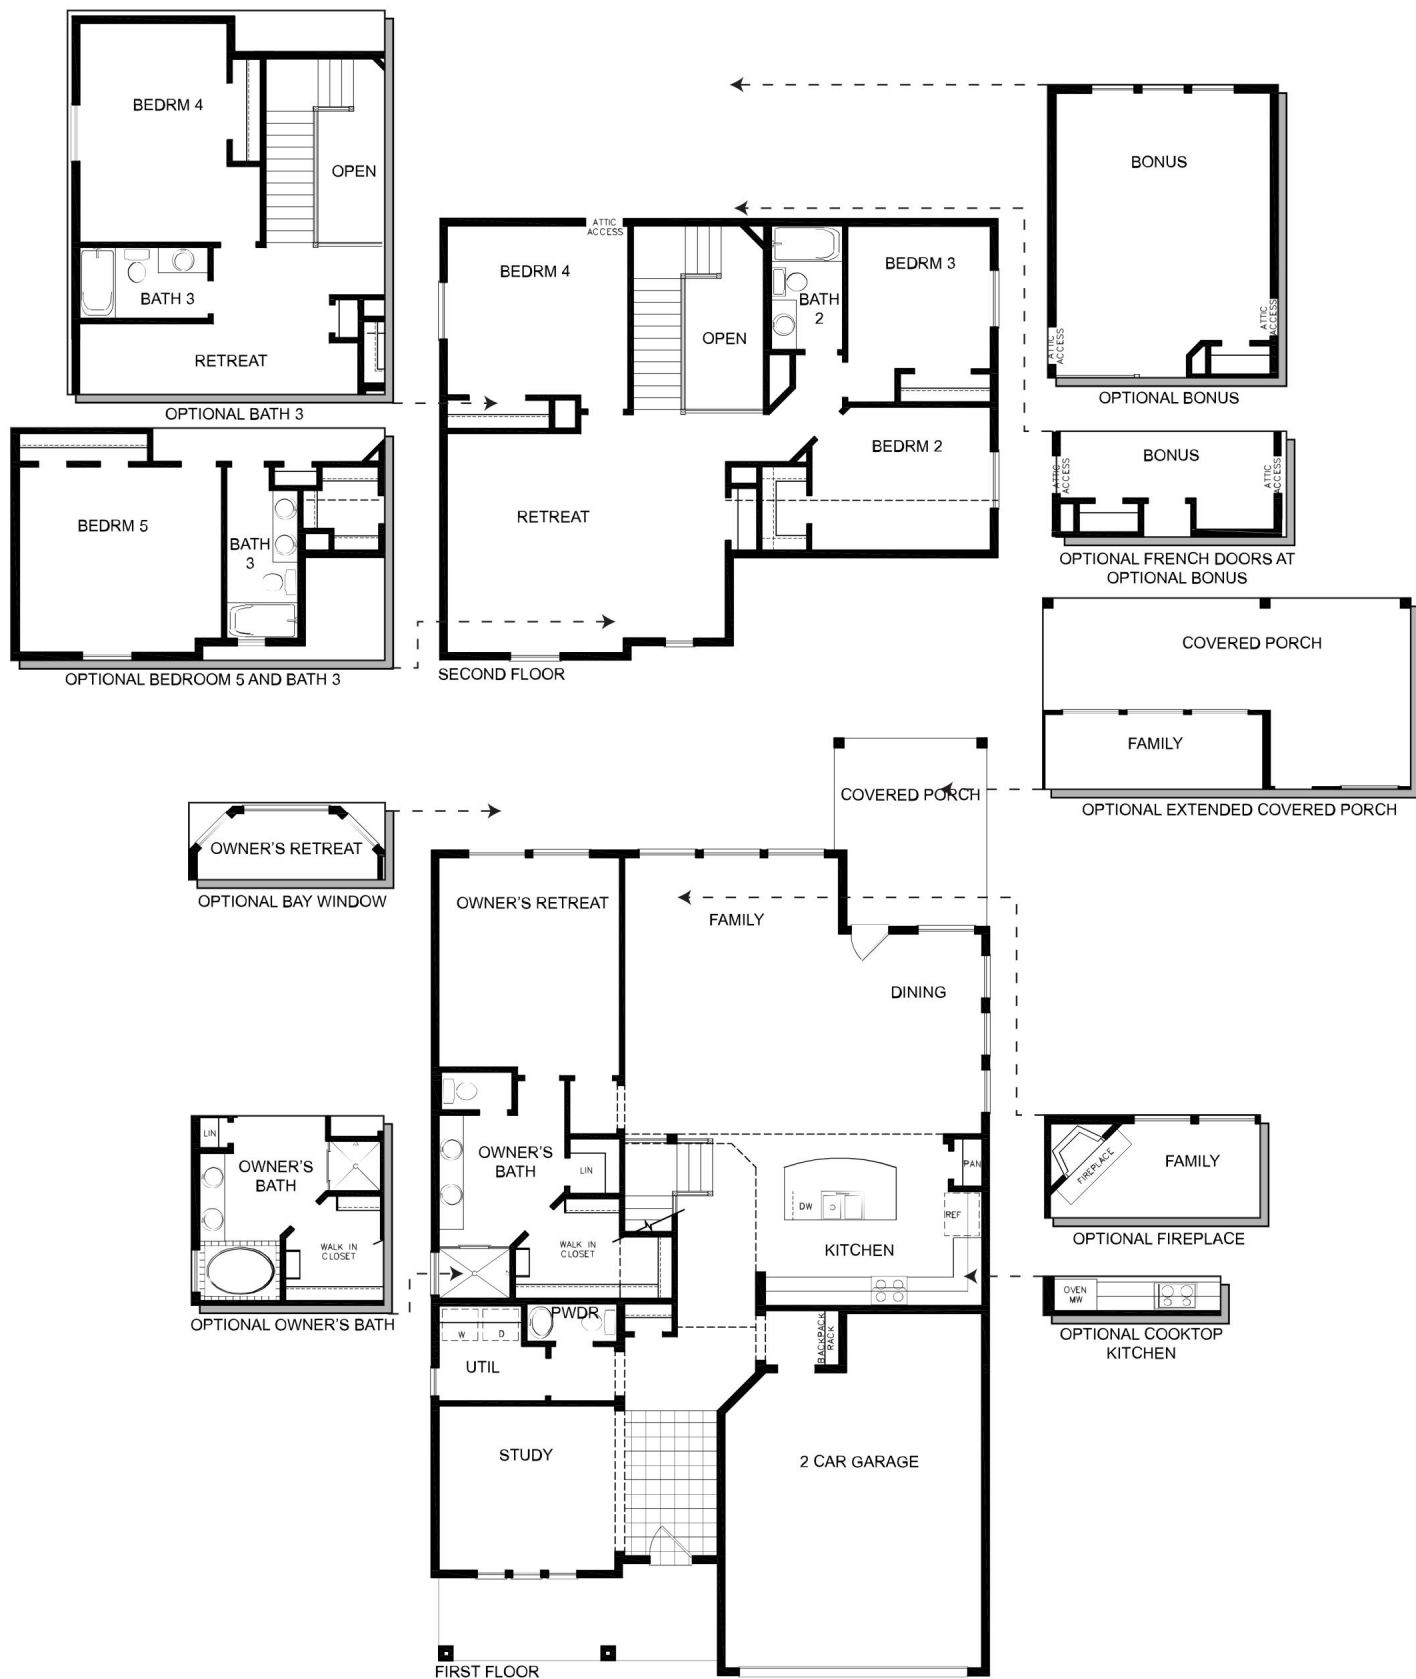 BEDRM 4
OPEN
BATH 3
RETREAT
OPTIONAL BATH 3
BEDRM 5
BATH
3
OPTIONAL BEDROOM 5 AND BATH 3
ATTIC
ACCESS
BEDRM 4
OPEN
BATH
2
BEDRM 3
BEDRM 2
RETREAT
SECOND FLOOR
BONUS
ATTIC
ACCESS
ATTIC
ACCESS
OPTIONAL BONUS
BONUS
ATTIC
ACCESS
ATTIC
ACCESS
OPTIONAL FRENCH DOORS AT
OPTIONAL BONUS
COVERED PORCH
FAMILY
OPTIONAL EXTENDED COVERED PORCH
OWNER'S RETREAT
OPTIONAL BAY WINDOW
COVERED PORCH
OWNER'S RETREAT
FAMILY
DINING
OWNER'S
BATH
LIN
WALK IN
CLOSET
PAN
DW
REF
KITCHEN
PWDR
W
D
UTIL
BACKPACK
RACK
STUDY
2 CAR GARAGE
FIRST FLOOR
LIN
OWNER'S
BATH
WALK IN
CLOSET
OPTIONAL OWNER'S BATH
FIREPLACE
FAMILY
OPTIONAL FIREPLACE
OVEN
MW
OPTIONAL COOKTOP
KITCHEN